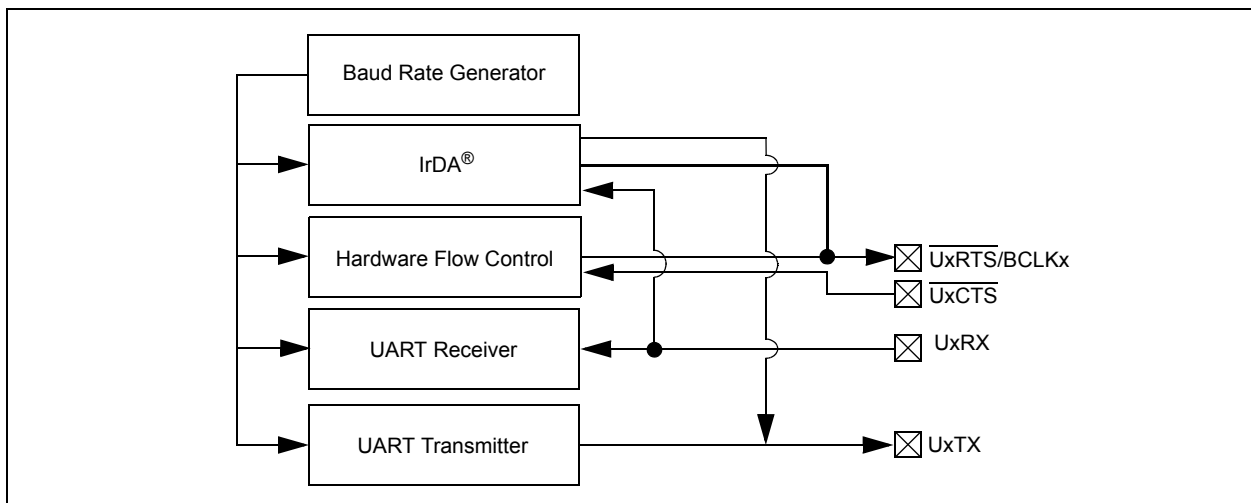 Baud Rate Generator
IrDA®
Hardware Flow Control
UxRTS/BCLKx
UxCTS
UART Receiver
UxRX
UART Transmitter
UxTX